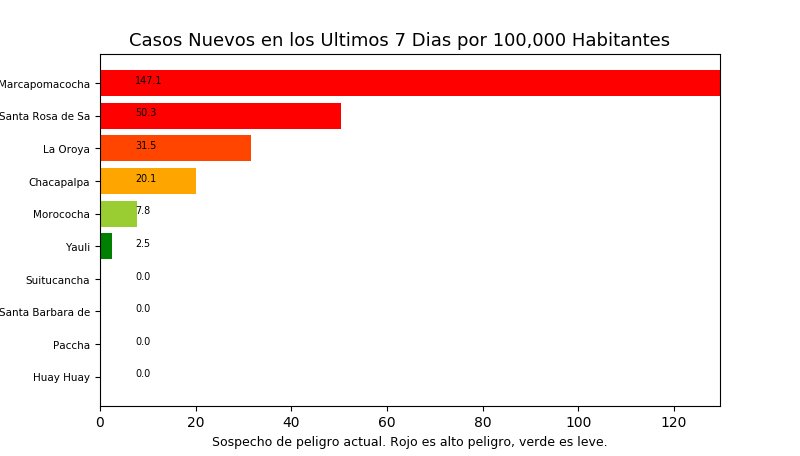 Casos Nuevos en los Ultimos 7 Dias por 100,000 Habitantes
Marcapomacocha 147.1
Santa Rosa de Sa 50.3
La Oroya 31.5
Chacapalpa 20.1
Morococha 7.8
Yauli 2.5
Suitucancha 0.0
Santa Barbara de 0.0
Paccha 0.0
Huay Huay 0.0
0 20 40 60 80 100 120
Sospecho de peligro actual. Rojo es alto peligro, verde es leve.